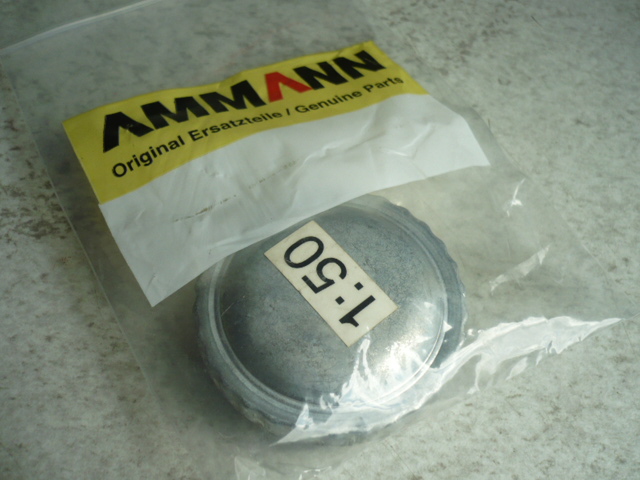 AMMANN
Original Ersatzteile / Genuine Parts
1:50